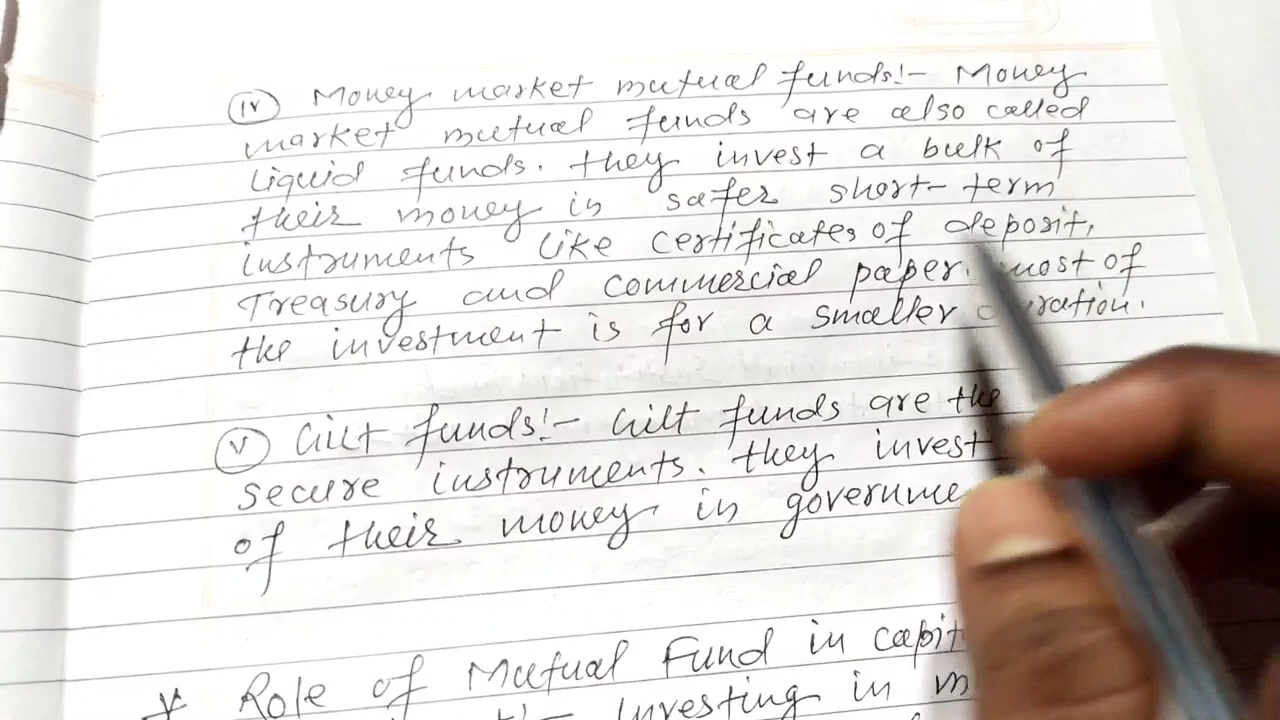 (iv) Money market mutual funds:- Money
market mutual funds are also called
Liquid funds. they invest a bulk of
their money in safer short-term
instruments like certificates of deposit,
Treasury and commercial paper. most of
the investment is for a smaller duration.
(v) Gilt funds:- Gilt funds are the
secure instruments. they invest
of their money in
* Role of Mutual Fund in
investing in